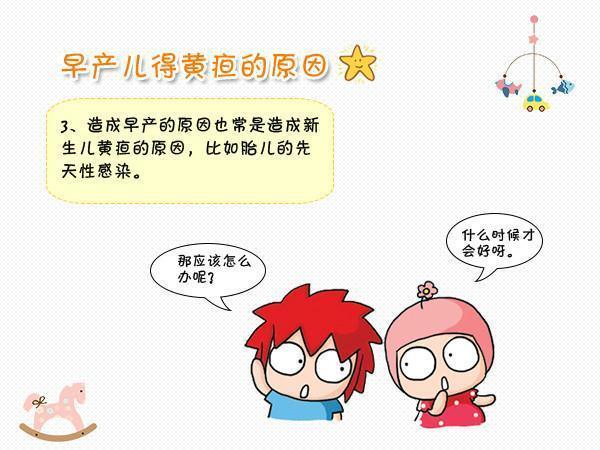 早产儿得黄疸的原因
3、造成早产的原因也常是造成新
生儿黄疸的原因，比如胎儿的先
天性感染。
什么时候才
会好呀。
那应该怎么
办呢？